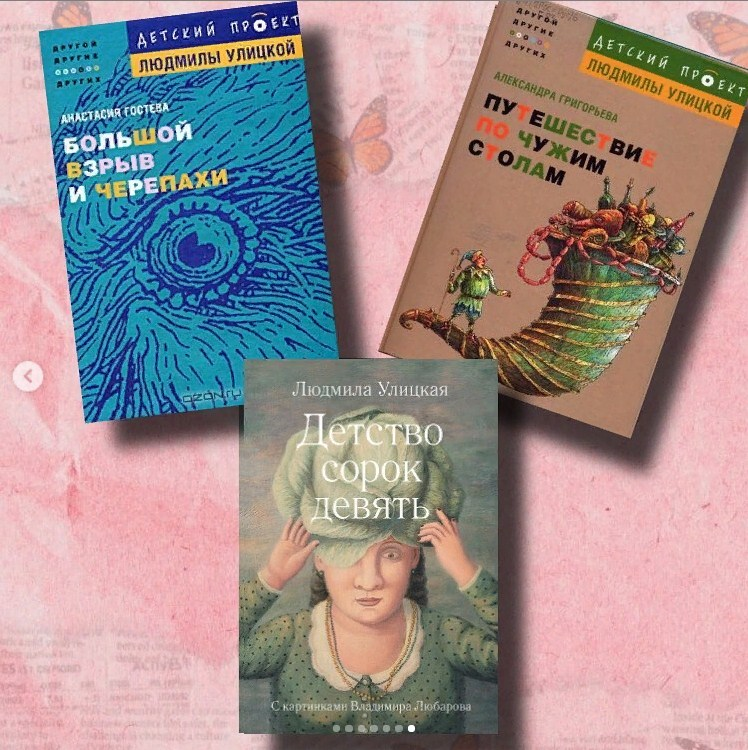 ДРУГОЙ
ДРУГИЕ
О ДРУГИХ
ДЕТСКИЙ ПРОЕКТ
ЛЮДМИЛЫ УЛИЦКОЙ
АНАСТАСИЯ ГОСТЕВА
БОЛЬШОЙ
ВЗРЫВ
И ЧЕРЕПАХИ
ozon.ru
ДРУГОЙ
ДРУГИЕ
О ДРУГИХ
ДЕТСКИЙ ПРОЕКТ
ЛЮДМИЛЫ УЛИЦКОЙ
АЛЕКСАНДРА ГРИГОРЬЕВА
ПУТЕШЕСТВИЕ
ПО ЧУЖИМ
СТОЛАМ
Людмила Улицкая
Детство
сорок
девять
С картинками Владимира Любарова